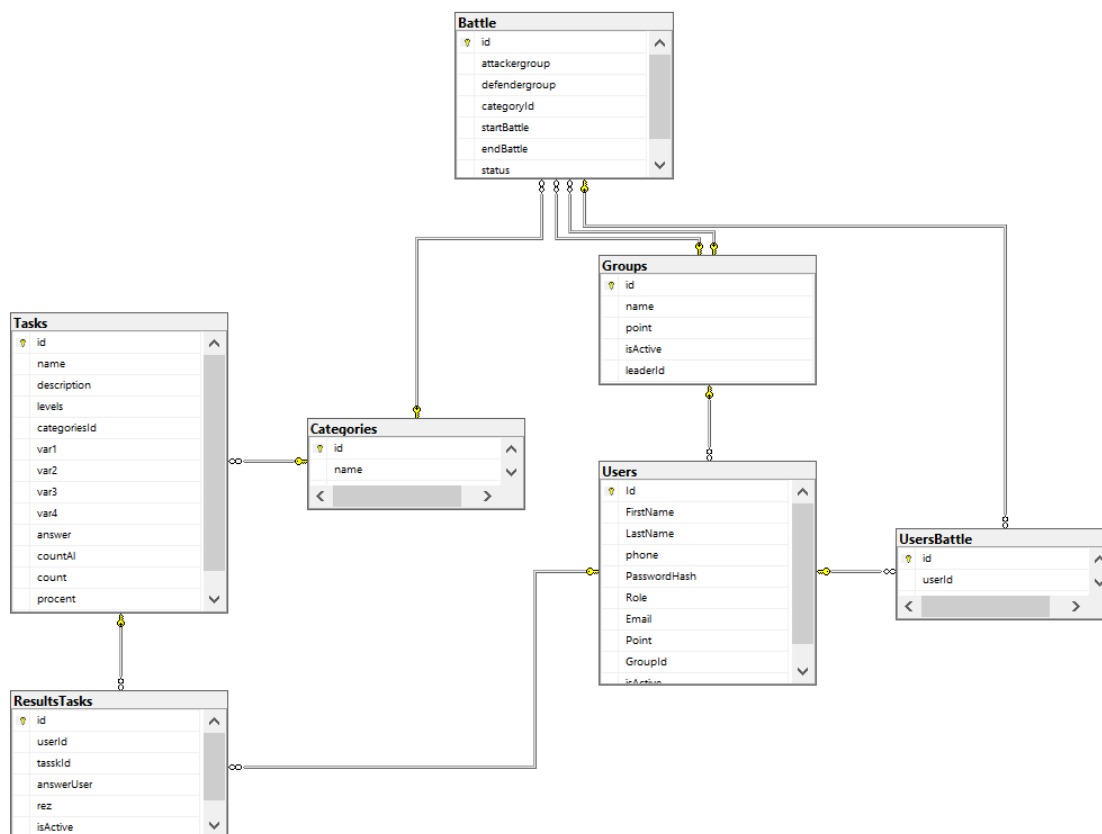 Battle
id
attackergroup
defendergroup
categoryId
startBattle
endBattle
status
Groups
id
name
point
isActive
leaderId
Tasks
id
name
description
levels
categoriesId
var1
var2
var3
var4
answer
countAl
count
procent
Categories
id
name
Users
Id
FirstName
LastName
phone
PasswordHash
Role
Email
Point
GroupId
isActive
UsersBattle
id
userId
ResultsTasks
id
userId
tasskId
answerUser
rez
isActive